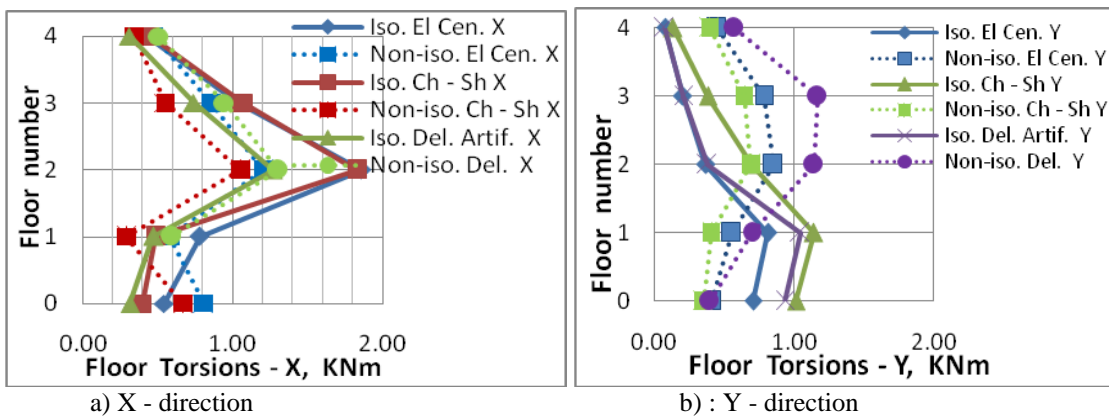 4
3
2
1
0
Floor number
0.00
1.00
2.00
Floor Torsions - X, KNm
Iso. El Cen. X
Non-iso. El Cen. X
Iso. Ch - Sh X
Non-iso. Ch - Sh X
Iso. Del. Artif. X
Non-iso. Del. X
a) X - direction
4
3
2
1
0
Floor number
0.00
1.00
2.00
Floor Torsions - Y, KNm
Iso. El Cen. Y
Non-iso. El Cen. Y
Iso. Ch - Sh Y
Non-iso. Ch - Sh Y
Iso. Del. Artif. Y
Non-iso. Del. Y
b) : Y - direction